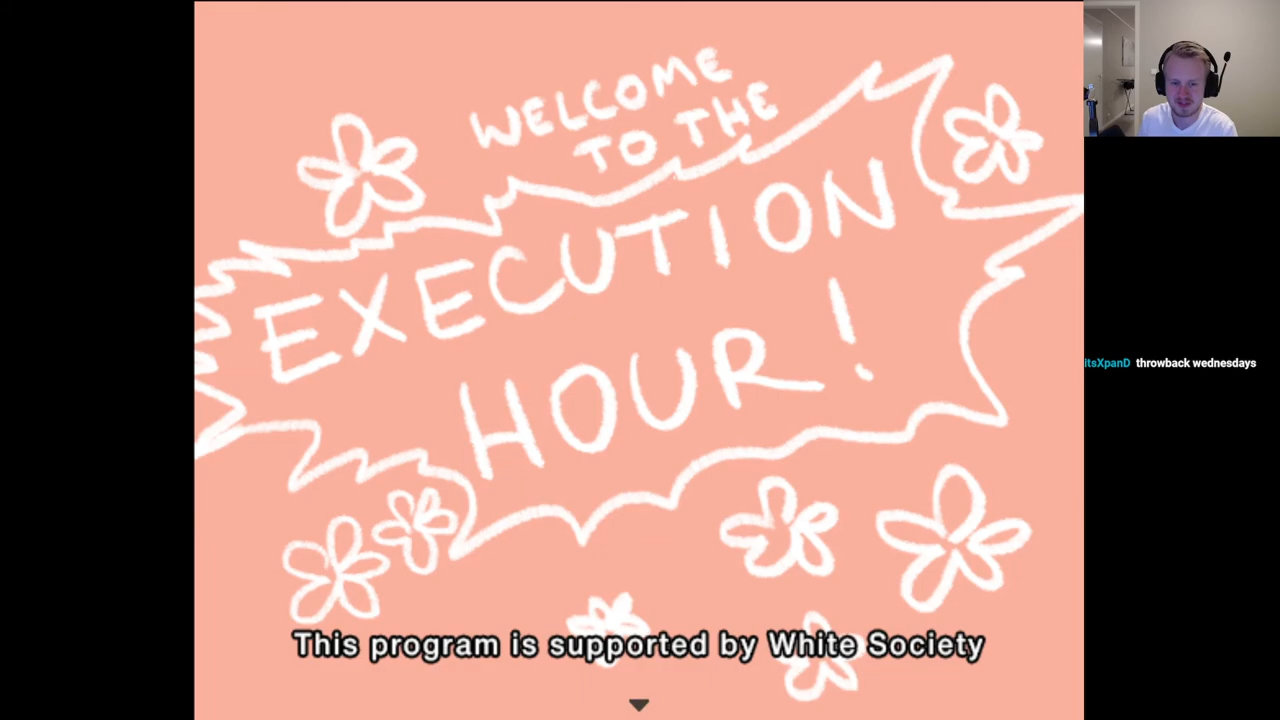 WELCOME
TO THE
EXECUTION
HOUR!
This program is supported by White Society
itsXpanD throwback wednesdays